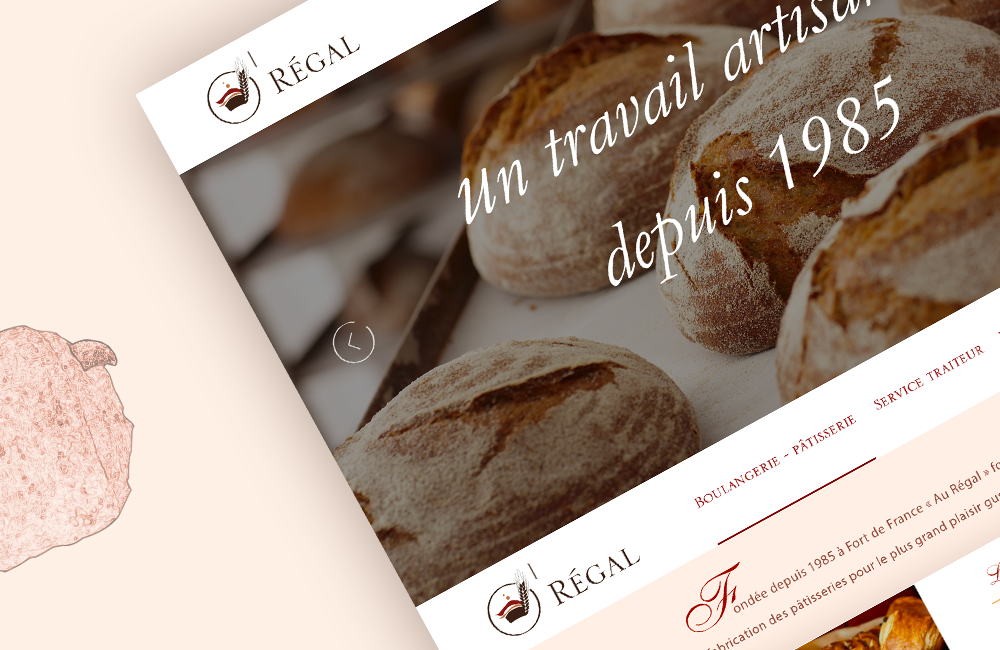 RÉGAL
un travail
depuis 1985
BOULANGERIE - PÂTISSERIE SERVICE TRAITEUR
RÉGAL
Fondée depuis 1985 à Fort de France « Au Régal »
fabrication des pâtisseries pour le plus grand plaisir